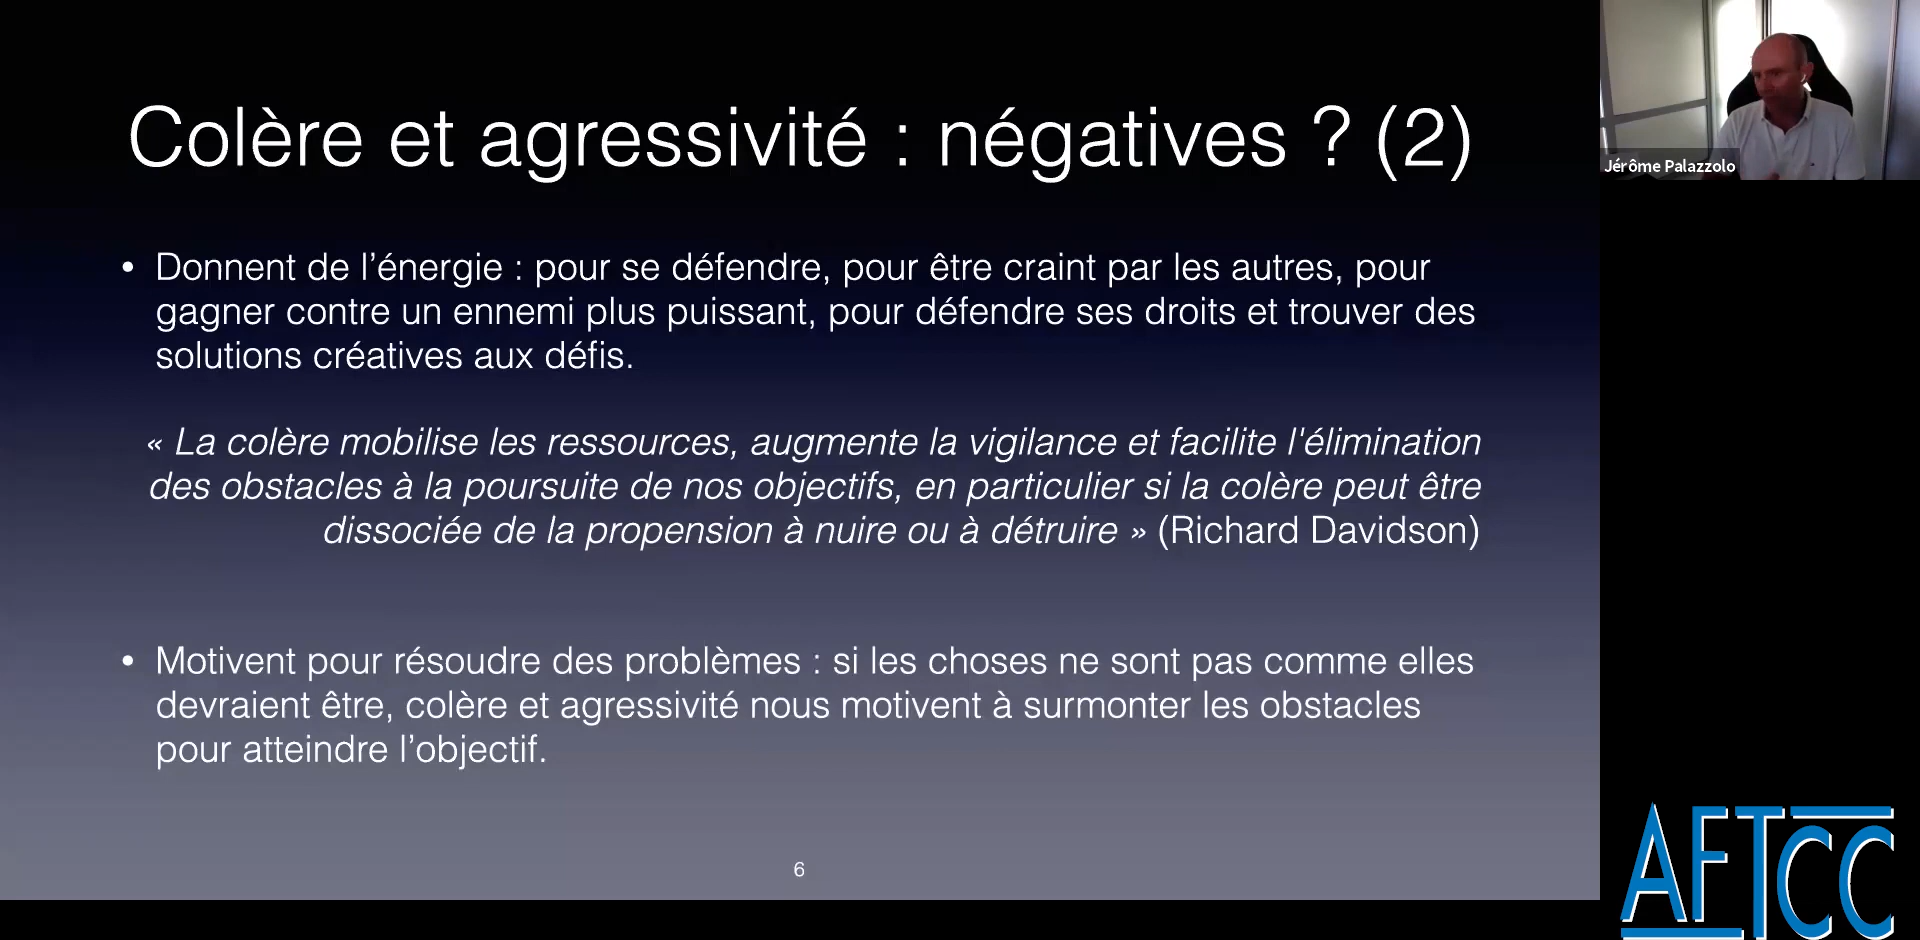 Colère et agressivité : négatives ? (2)
• Donnent de l’énergie : pour se défendre, pour être craint par les autres, pour
gagner contre un ennemi plus puissant, pour défendre ses droits et trouver des
solutions créatives aux défis.
« La colère mobilise les ressources, augmente la vigilance et facilite l'élimination
des obstacles à la poursuite de nos objectifs, en particulier si la colère peut être
dissociée de la propension à nuire ou à détruire » (Richard Davidson)
• Motivent pour résoudre des problèmes : si les choses ne sont pas comme elles
devraient être, colère et agressivité nous motivent à surmonter les obstacles
pour atteindre l’objectif.
6
Jérôme Palazzolo
AFTCC